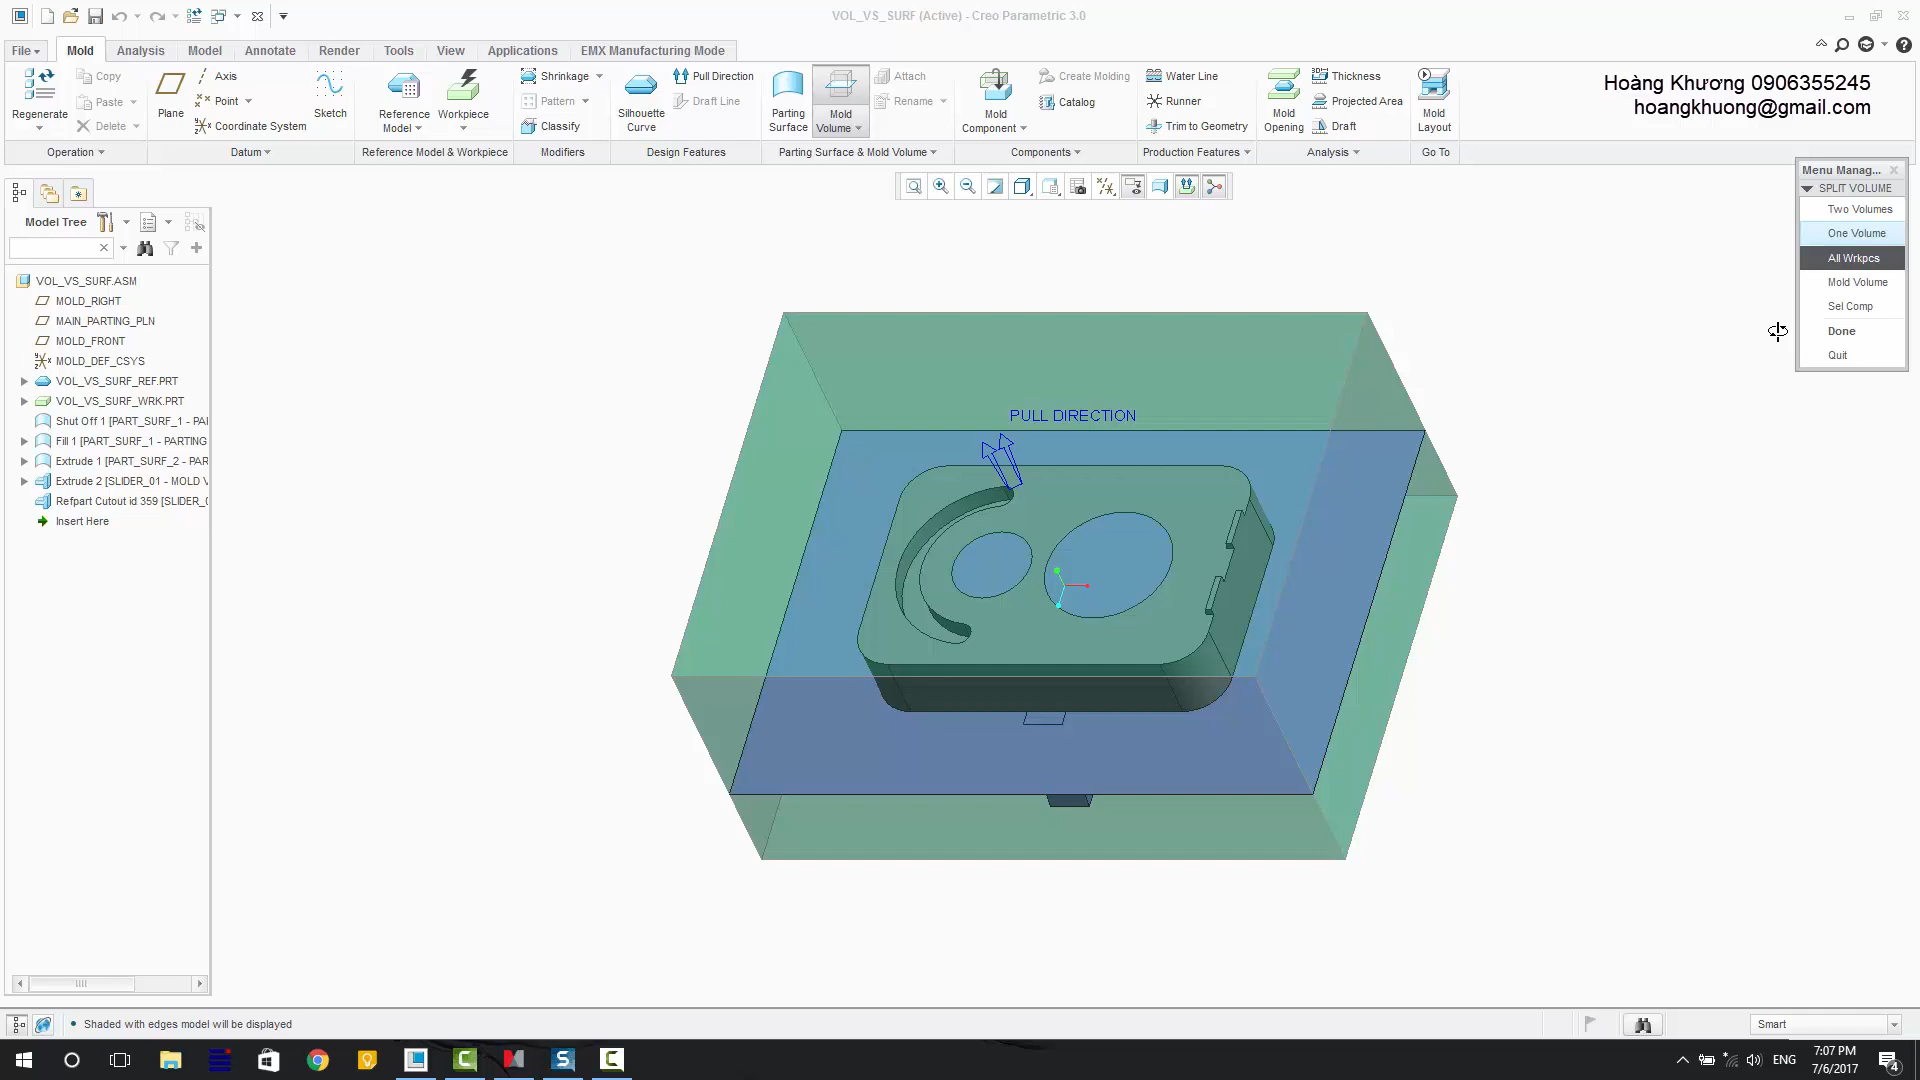 VOL_VS_SURF (Active) - Creo Parametric 3.0
File Mold Analysis Model Annotate Render Tools View Applications EMX Manufacturing Mode
Regenerate
Copy
Paste
Delete
Operation
Plane
Axis
Point
Coordinate System
Sketch
Datum
Reference Model
Workpiece
Reference Model & Workpiece
Shrinkage
Pattern
Classify
Modifiers
Silhouette Curve
Pull Direction
Draft Line
Design Features
Parting Surface
Mold Volume
Attach
Rename
Parting Surface & Mold Volume
Mold Component
Create Molding
Catalog
Components
Water Line
Runner
Trim to Geometry
Production Features
Mold Opening
Thickness
Projected Area
Draft
Analysis
Mold Layout
Go To
Hoàng Khương 0906355245
hoangkhuong@gmail.com
Menu Manag...
SPLIT VOLUME
Two Volumes
One Volume
All Wrkpcs
Mold Volume
Sel Comp
Done
Quit
Model Tree
VOL_VS_SURF.ASM
MOLD_RIGHT
MAIN_PARTING_PLN
MOLD_FRONT
MOLD_DEF_CSYS
VOL_VS_SURF_REF.PRT
VOL_VS_SURF_WRK.PRT
Shut Off 1 [PART_SURF_1 - PAI
Fill 1 [PART_SURF_1 - PARTING
Extrude 1 [PART_SURF_2 - PAR
Extrude 2 [SLIDER_01 - MOLD V
Refpart Cutout id 359 [SLIDER_0
Insert Here
PULL DIRECTION
Shaded with edges model will be displayed
Smart
ENG
7:07 PM
7/6/2017
4